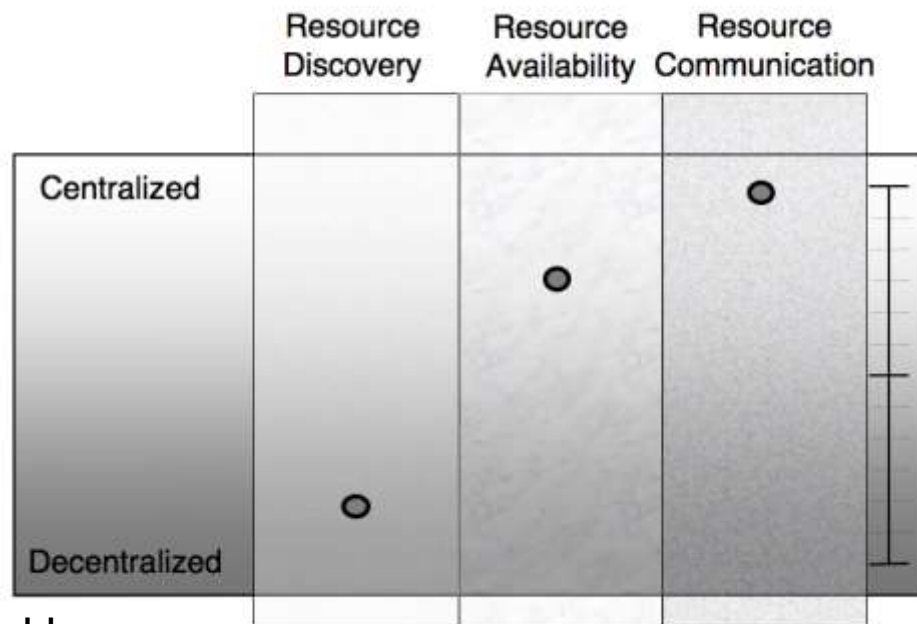 Resource
Discovery
Resource
Availability
Resource
Communication
Centralized
Decentralized